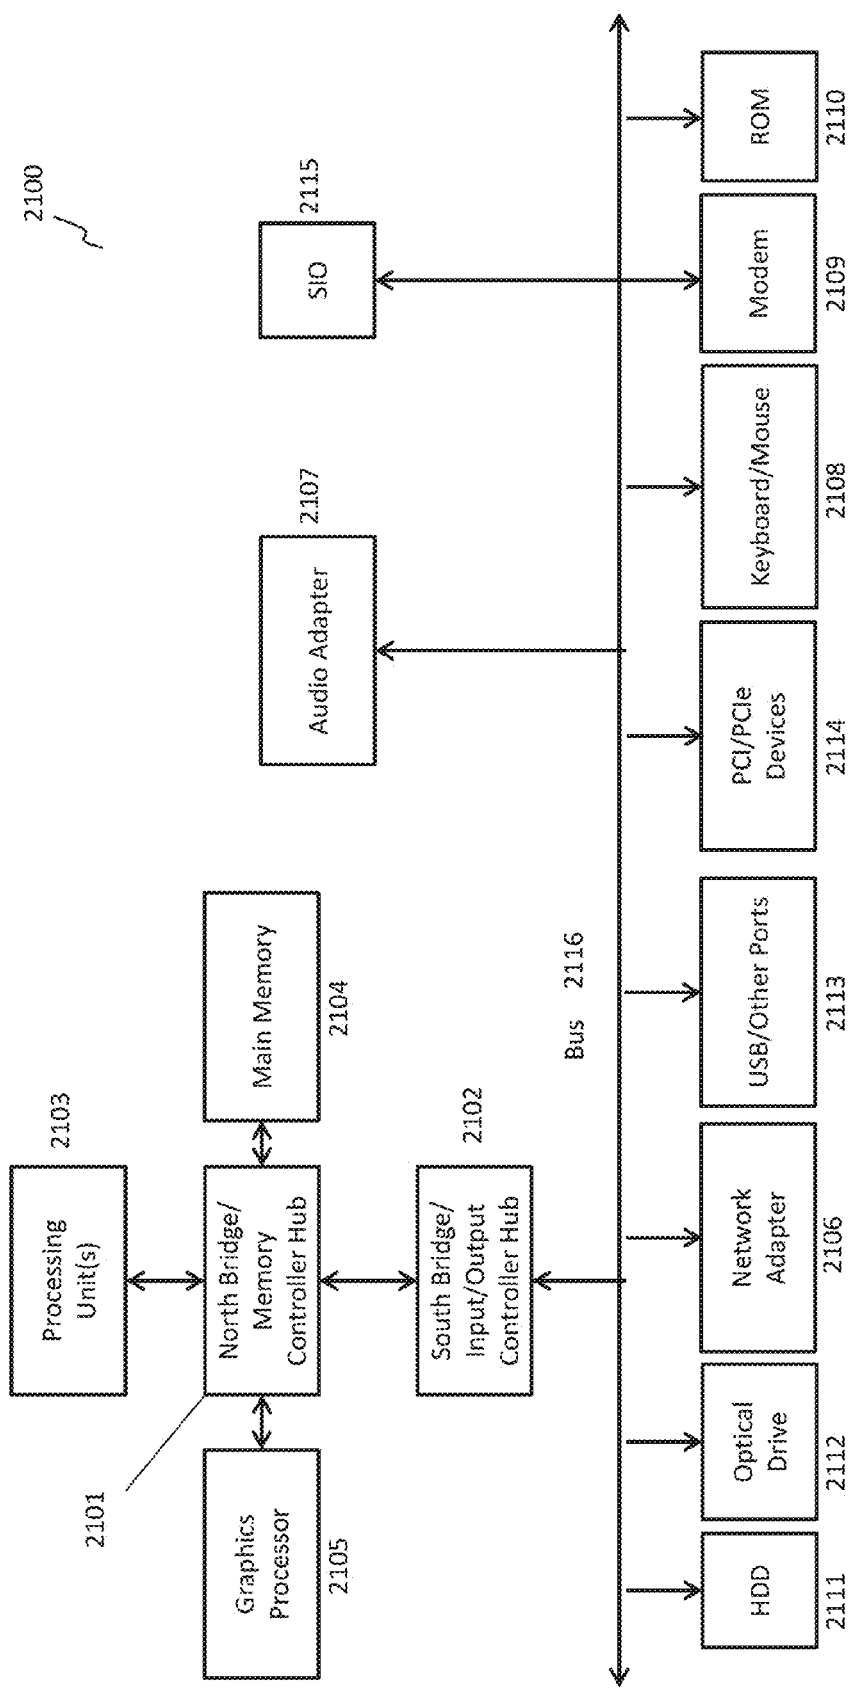 2100
Processing
Unit(s)
2103
2101
Graphics
Processor
2105
North Bridge/
Memory
Controller Hub
Main Memory
2104
South Bridge/
Input/Output
Controller Hub
2102
Audio Adapter
2107
SIO
2115
Bus 2116
HDD
2111
Optical
Drive
2112
Network
Adapter
2106
USB/Other Ports
2113
PCI/PCIe
Devices
2114
Keyboard/Mouse
2108
Modem
2109
ROM
2110